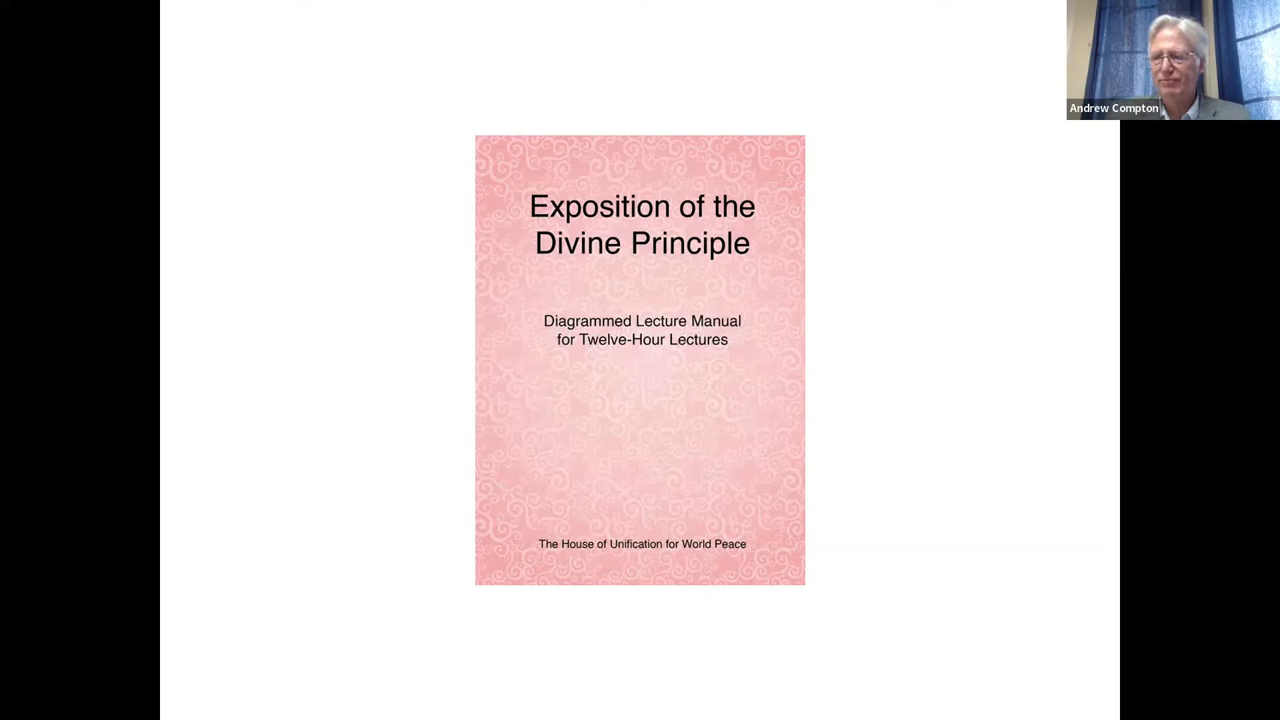 Andrew Compton
Exposition of the
Divine Principle
Diagrammed Lecture Manual
for Twelve-Hour Lectures
The House of Unification for World Peace